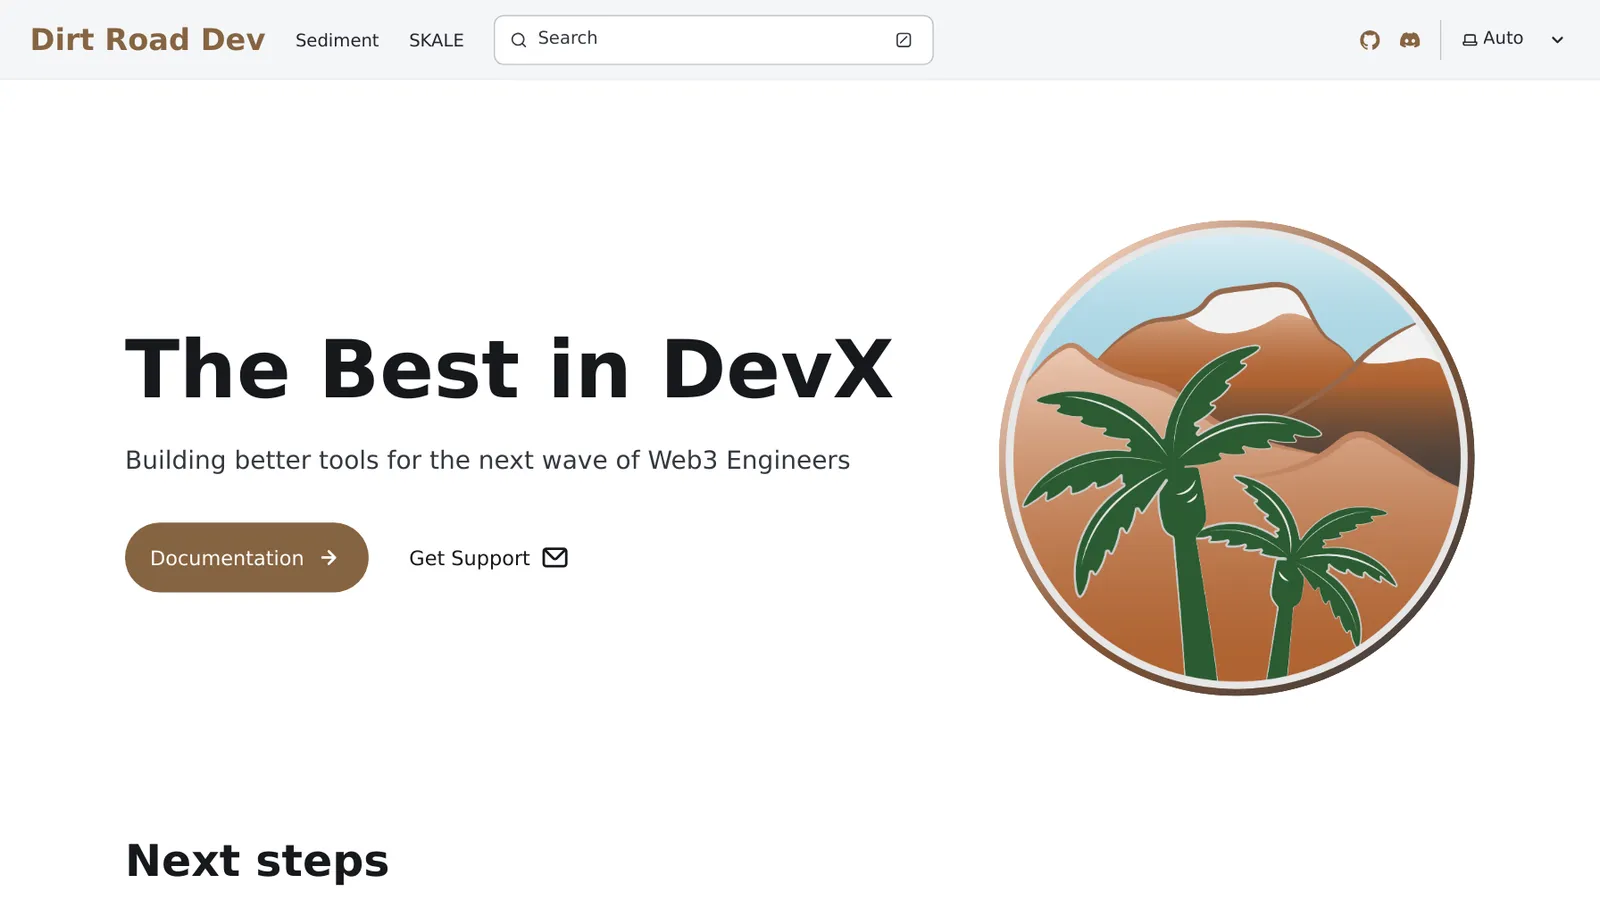 Dirt Road Dev
Sediment
SKALE
Search
Auto
The Best in DevX
Building better tools for the next wave of Web3 Engineers
Documentation
Get Support
Next steps